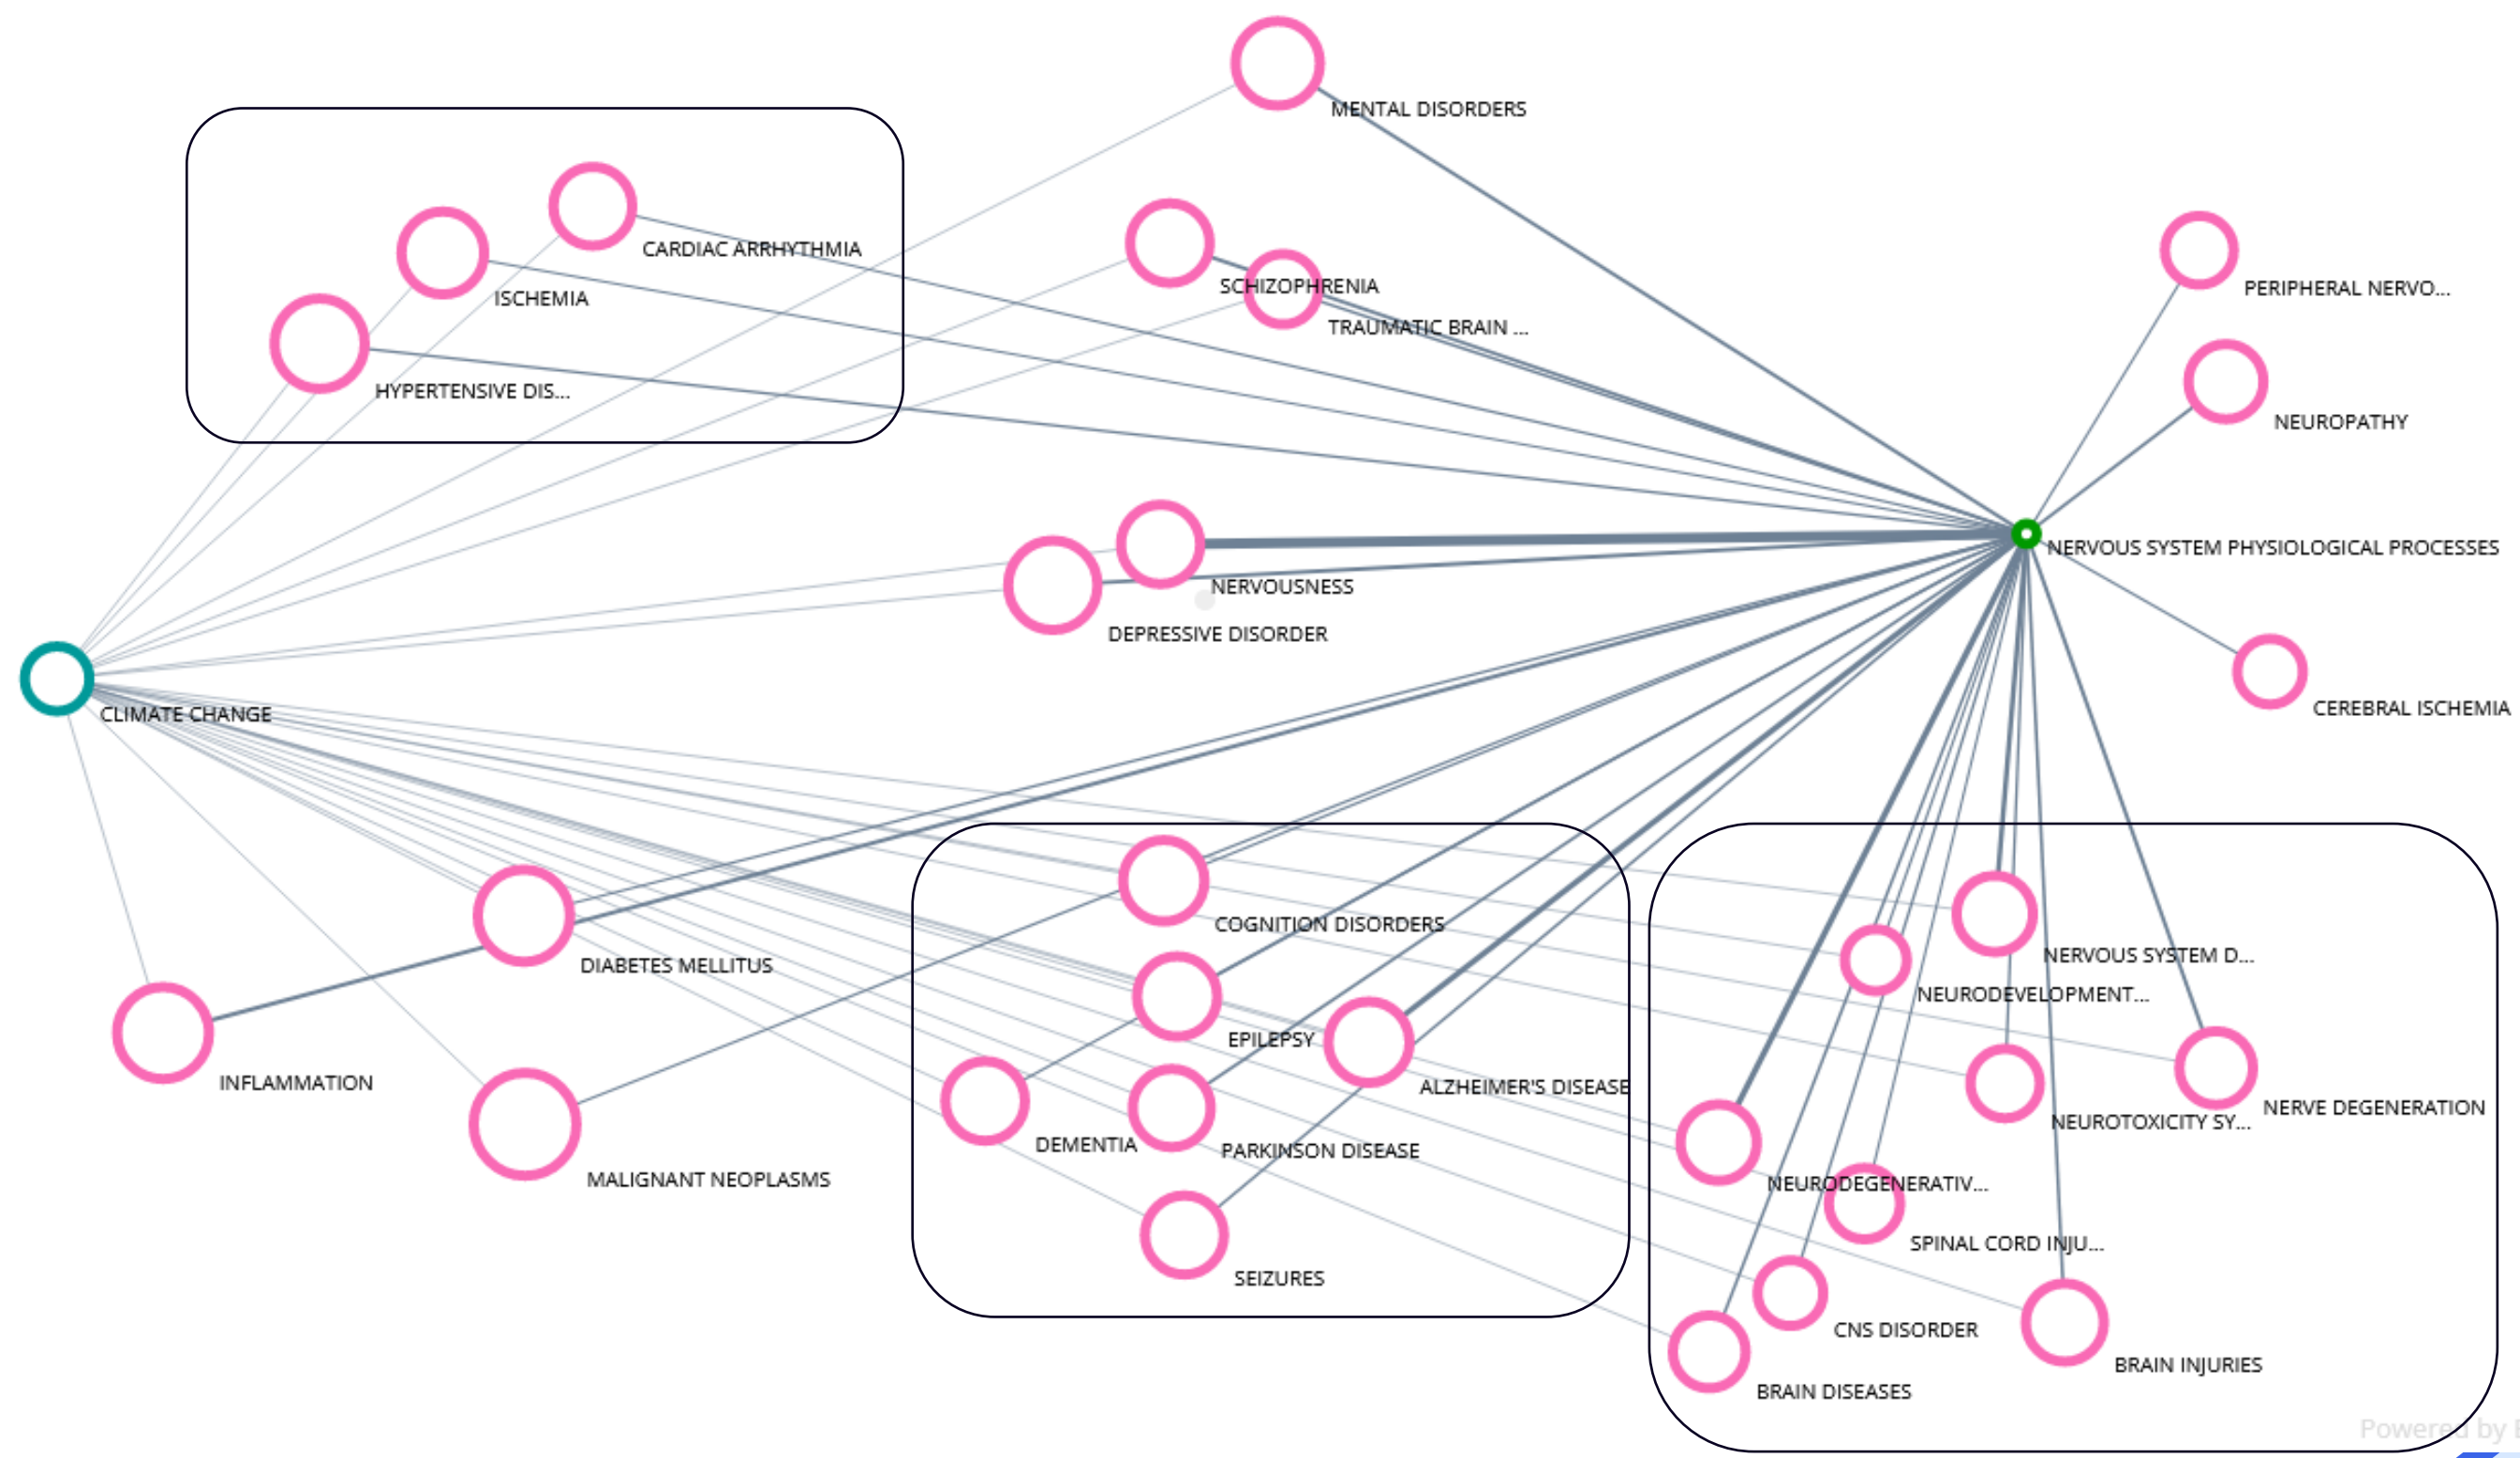 MENTAL DISORDERS
CARDIAC ARRHYTHMIA
SCHIZOPHRENIA
PERIPHERAL NERVO...
ISCHEMIA
TRAUMATIC BRAIN ...
HYPERTENSIVE DIS...
NEUROPATHY
NERVOUS SYSTEM PHYSIOLOGICAL PROCESSES
NERVOUSNESS
DEPRESSIVE DISORDER
CEREBRAL ISCHEMIA
CLIMATE CHANGE
COGNITION DISORDERS
NERVOUS SYSTEM D...
DIABETES MELLITUS
NEURODEVELOPMENT...
EPILEPSY
INFLAMMATION
ALZHEIMER'S DISEASE
NERVE DEGENERATION
NEUROTOXICITY SY...
DEMENTIA
PARKINSON DISEASE
MALIGNANT NEOPLASMS
NEURODEGENERATIV...
SPINAL CORD INJU...
SEIZURES
CNS DISORDER
BRAIN INJURIES
BRAIN DISEASES
Powered by